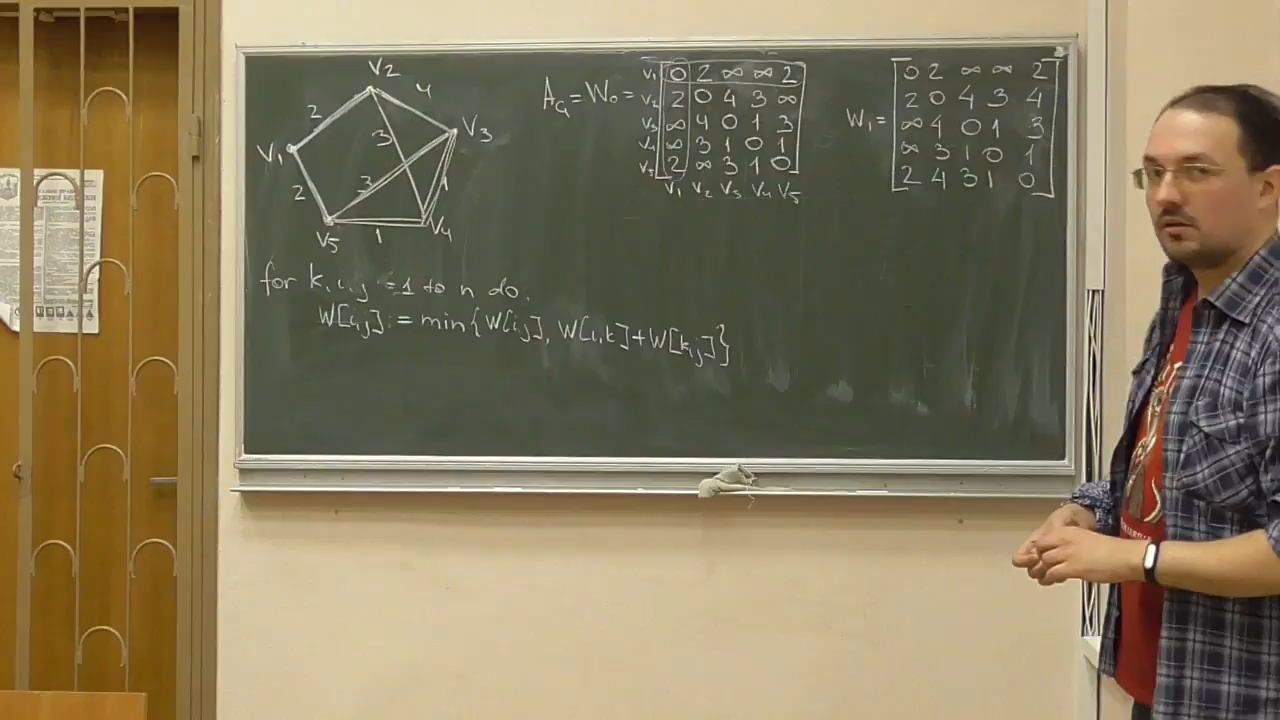 V₂
2
4
V₁
3
V₃
2
3
1
V₅
1
V₄
A_G = W₀ =
V₁ 0 2 ∞ ∞ 2
V₂ 2 0 4 3 ∞
V₃ ∞ 4 0 1 3
V₄ ∞ 3 1 0 1
V₅ 2 ∞ 3 1 0
V₁ V₂ V₃ V₄ V₅
W₁ =
0 2 ∞ ∞ 2
2 0 4 3 4
∞ 4 0 1 3
∞ 3 1 0 1
2 4 3 1 0
for k, i, j = 1 to n do
W[i,j] := min{W[i,j], W[i,k]+W[k,j]}